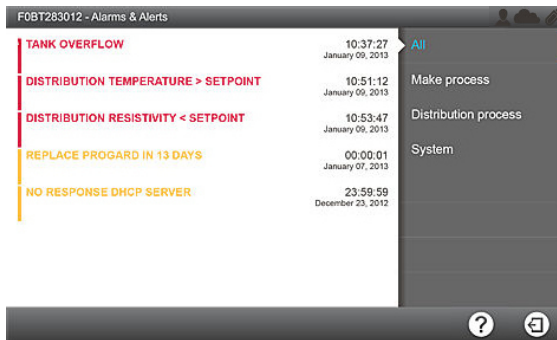 F0BT283012 - Alarms & Alerts
TANK OVERFLOW 10:37:27
January 09, 2013
DISTRIBUTION TEMPERATURE > SETPOINT 10:51:12
January 09, 2013
DISTRIBUTION RESISTIVITY < SETPOINT 10:53:47
January 09, 2013
REPLACE PROGARD IN 13 DAYS 00:00:01
January 07, 2013
NO RESPONSE DHCP SERVER 23:59:59
December 23, 2012
All
Make process
Distribution process
System
?